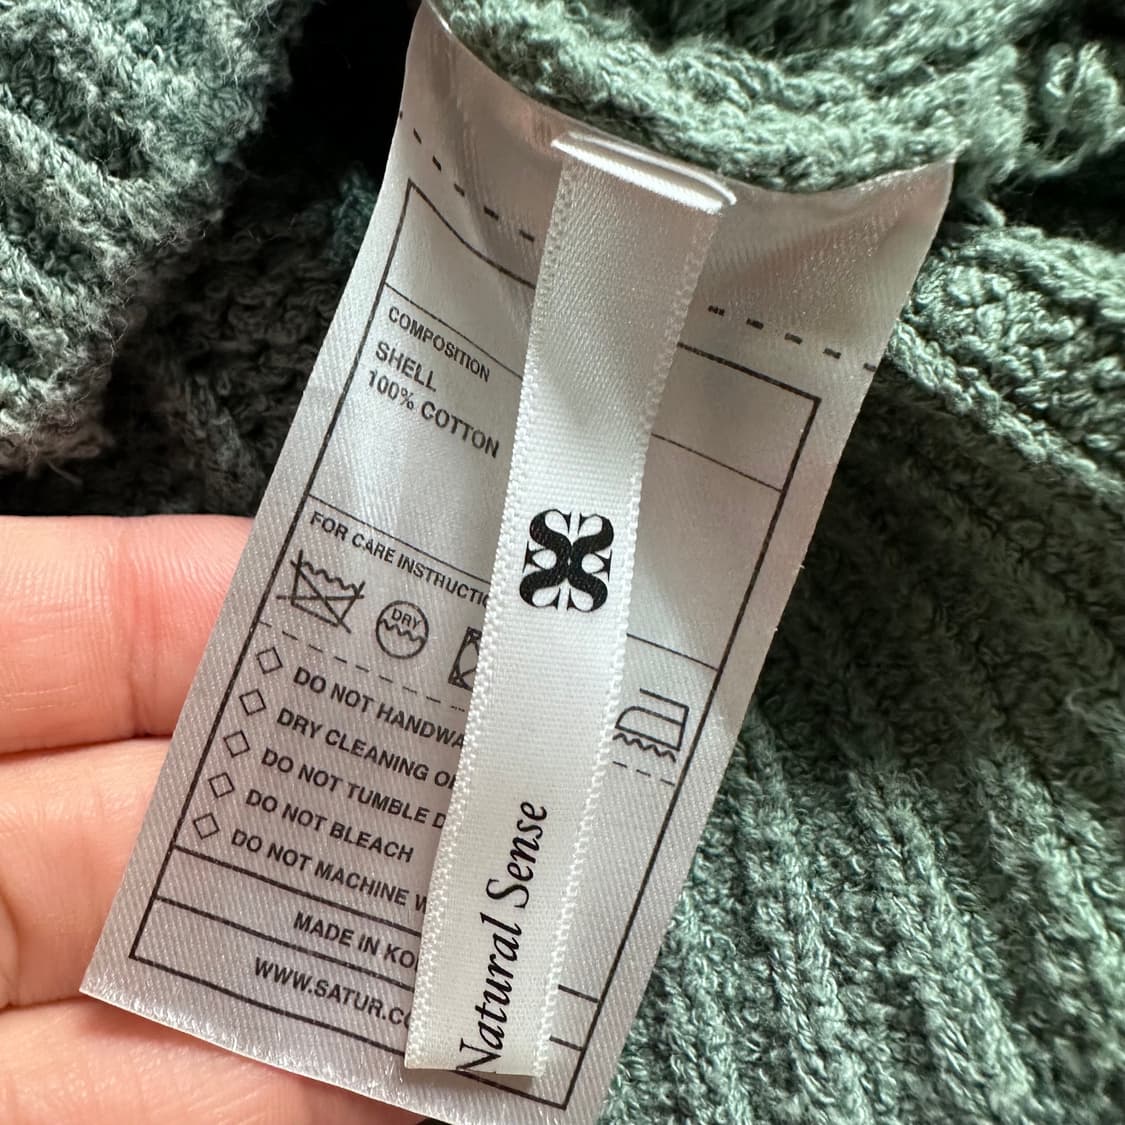 COMPOSITION
SHELL
100% COTTON
FOR CARE INSTRUCTIO
DRY
DO NOT HANDWA
DRY CLEANING
DO NOT TUMBLE
DO NOT BLEACH
DO NOT MACHINE
MADE IN KO
WWW.SATUR.CO
Natural Sense